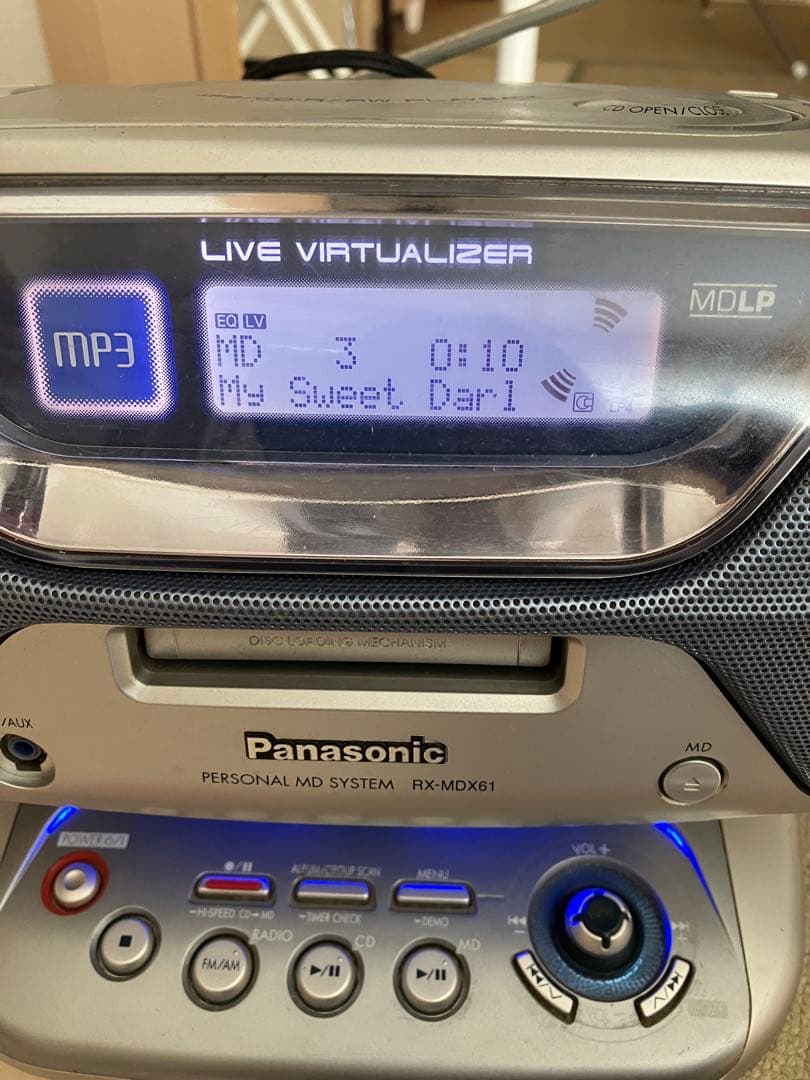 CD OPEN/CLOSE
LIVE VIRTUALIZER
MP3
MDLP
EQ LV
MD 3 0:10
My Sweet Darl
LP4
DISC LOADING MECHANISM
/AUX
Panasonic
PERSONAL MD SYSTEM RX-MDX61
MD
POWER
ALBUM/GROUP SCAN
MENU
VOL +
-HI-SPEED CD→MD
-TIMER CHECK
-DEMO
RADIO
CD
MD
FM/AM